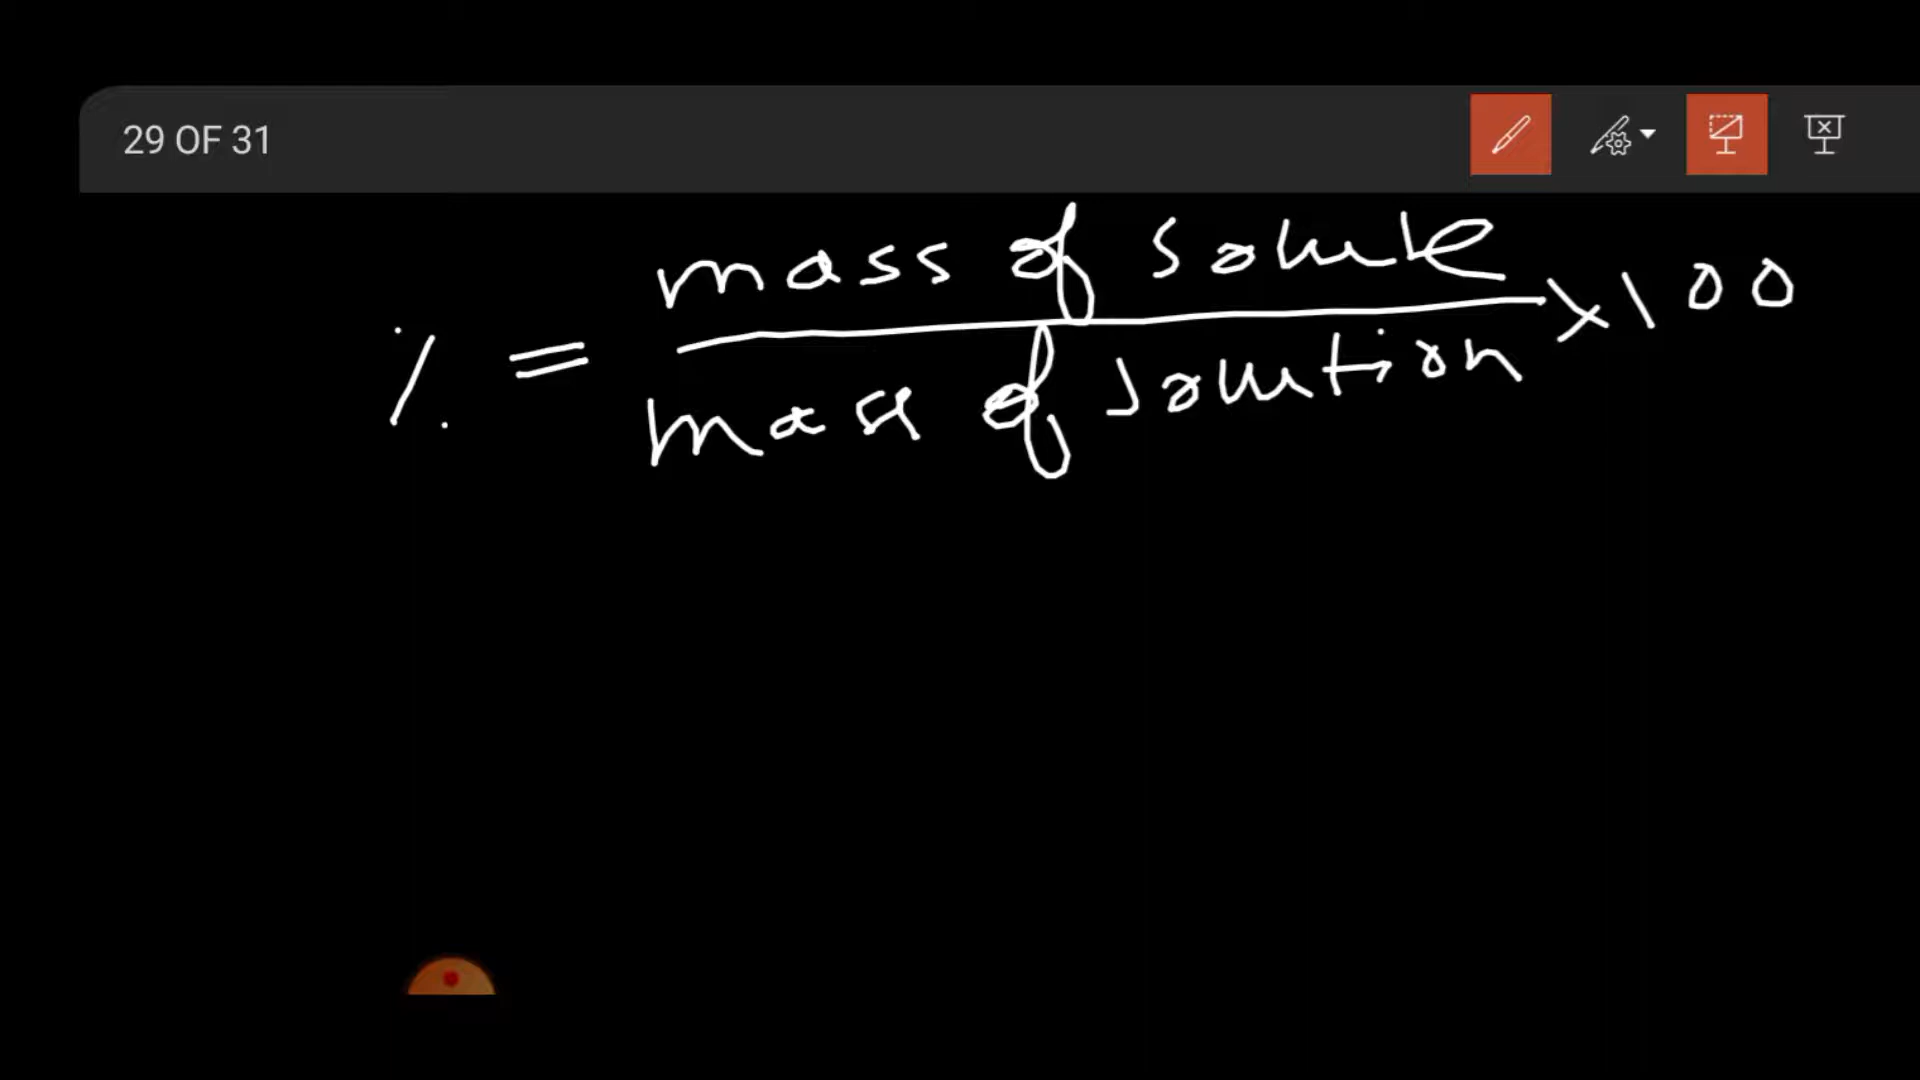 29 OF 31
mass of solute
% = ×100
mass of solution